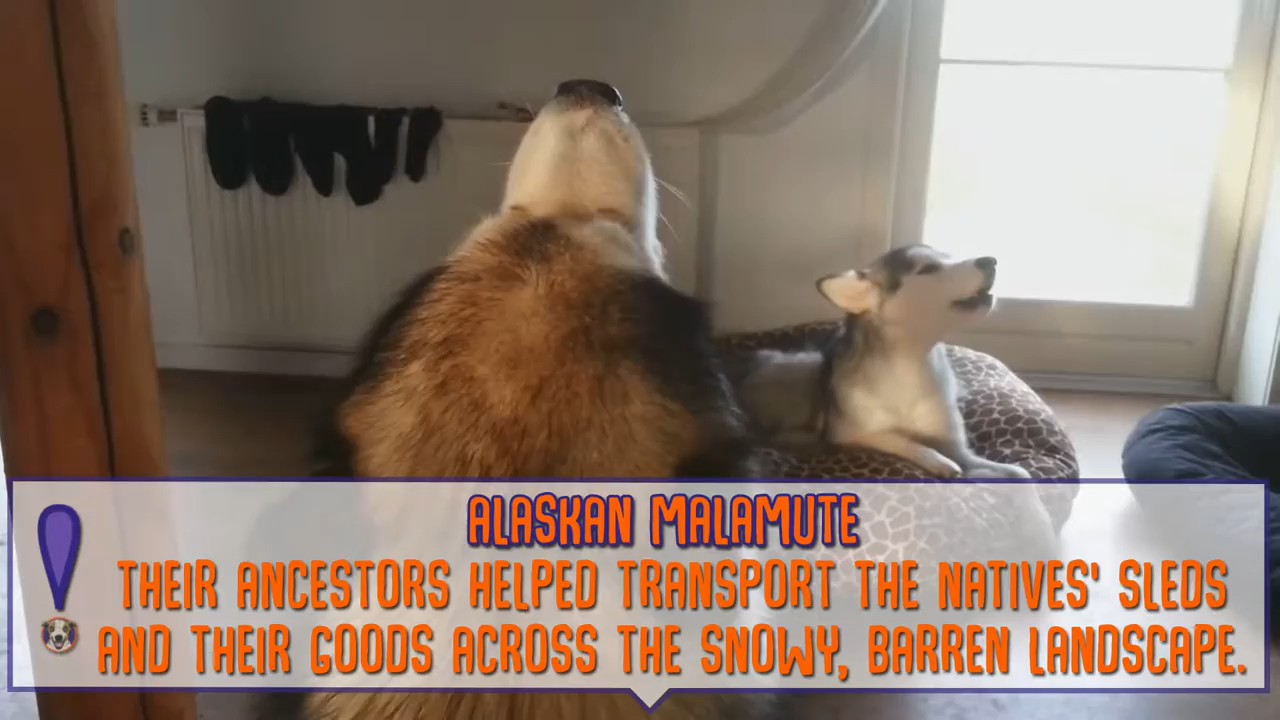 ALASKAN MALAMUTE
THEIR ANCESTORS HELPED TRANSPORT THE NATIVES' SLEDS
AND THEIR GOODS ACROSS THE SNOWY, BARREN LANDSCAPE.